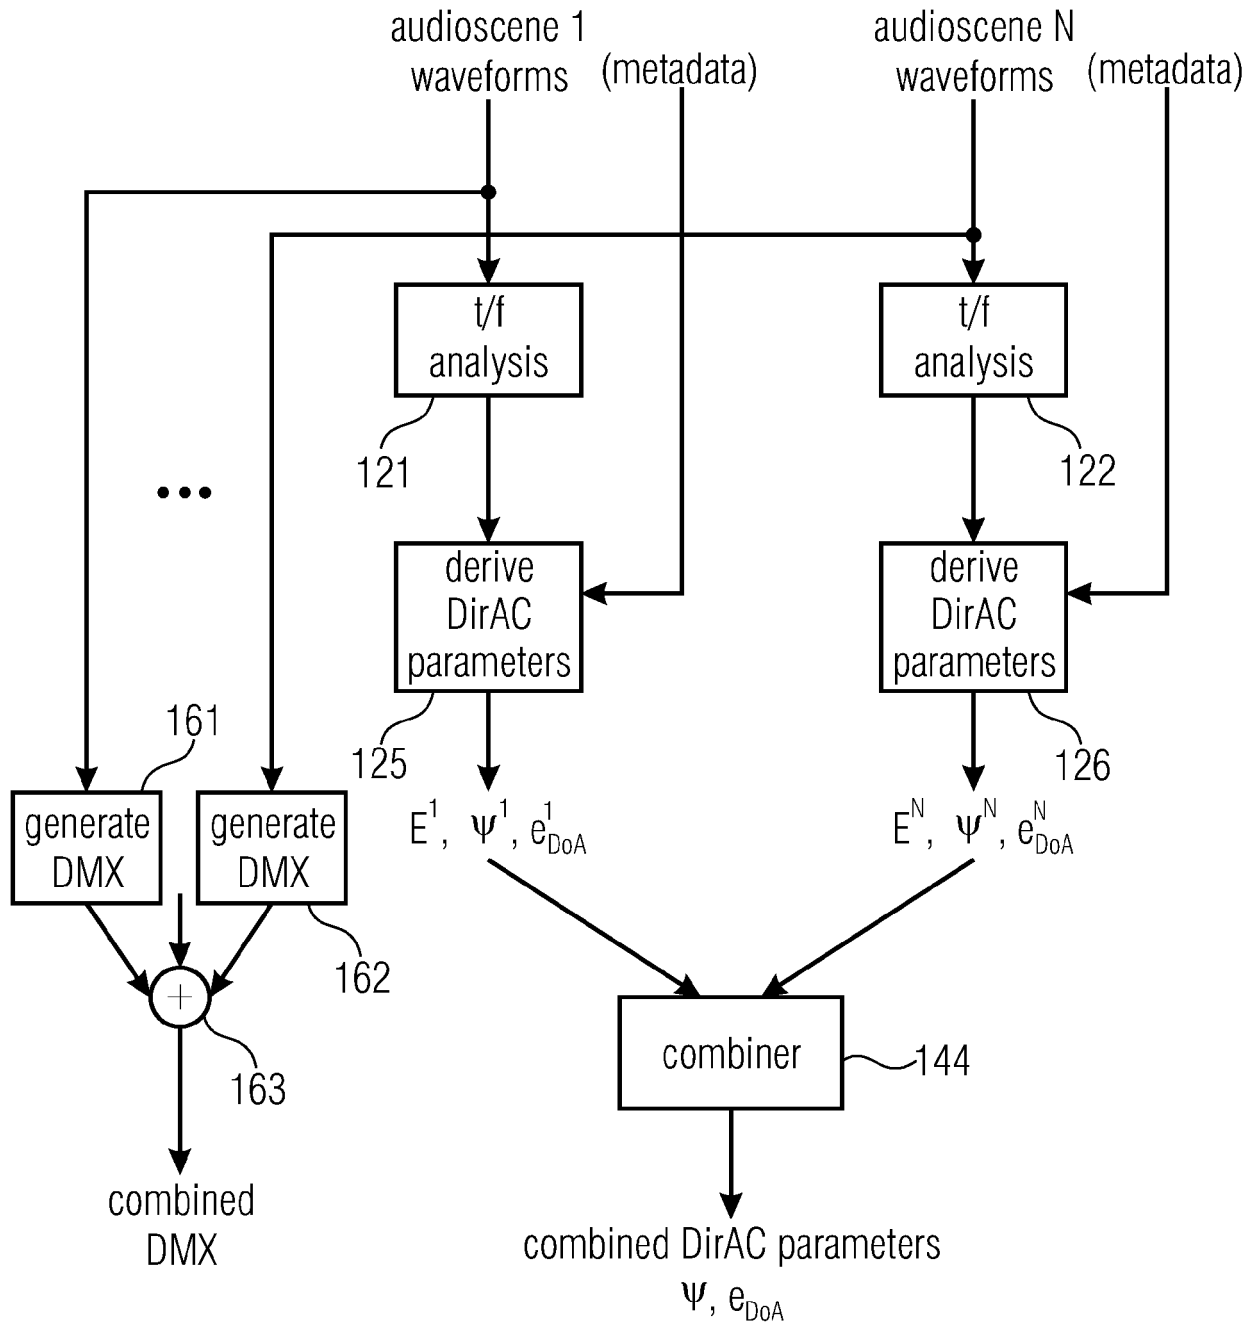 audioscene 1
waveforms
(metadata)
audioscene N
waveforms
(metadata)
t/f
analysis
121
t/f
analysis
122
...
derive
DirAC
parameters
125
derive
DirAC
parameters
126
161
generate
DMX
generate
DMX
162
E¹, Ψ¹, e¹DoA
Eᴺ, Ψᴺ, eᴺDoA
+
163
combiner
144
combined
DMX
combined DirAC parameters
Ψ, eDoA